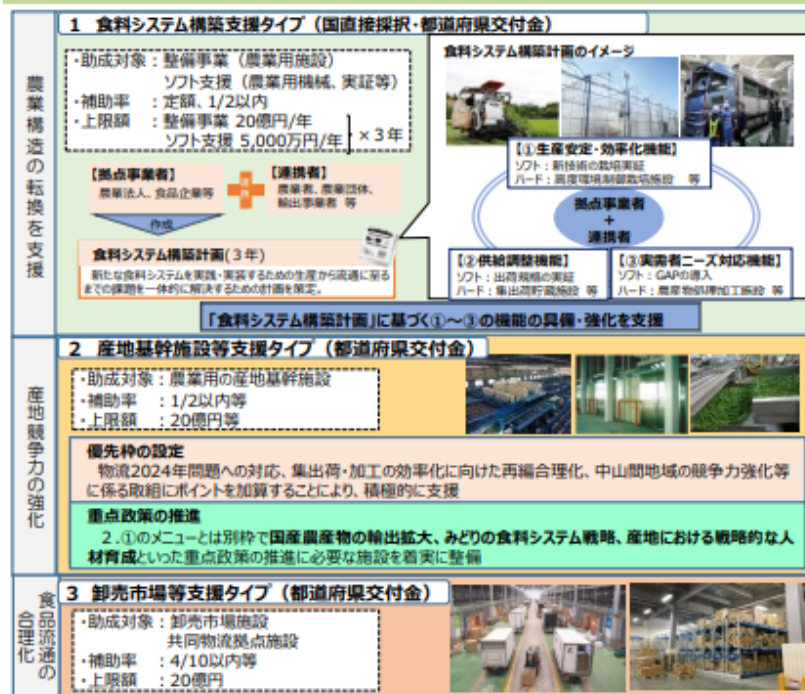 農業構造の転換を支援
1 食料システム構築支援タイプ（国直接採択・都道府県交付金）
・助成対象：整備事業（農業用施設）
ソフト支援（農業用機械、実証等）
・補助率　：定額、1/2以内
・上限額　：整備事業 20億円/年
ソフト支援 5,000万円/年
×３年
【拠点事業者】
農業法人、食品企業等
連携
【連携者】
農業者、農業団体、
輸出事業者 等
作成
食料システム構築計画(３年)
新たな食料システムを実践・実装するための生産から流通に至る
までの課題を一体的に解決するための計画を策定。
食料システム構築計画のイメージ
【①生産安定・効率化機能】
ソフト：新技術の栽培実証
ハード：高度環境制御栽培施設　等
拠点事業者
＋
連携者
【②供給調整機能】
ソフト：出荷規格の実証
ハード：集出荷貯蔵施設 等
【③実需者ニーズ対応機能】
ソフト：GAPの導入
ハード：農産物処理加工施設 等
「食料システム構築計画」に基づく①～③の機能の具備・強化を支援
産地競争力の強化
2 産地基幹施設等支援タイプ（都道府県交付金）
・助成対象：農業用の産地基幹施設
・補助率　：1/2以内等
・上限額　：20億円等
優先枠の設定
物流2024年問題への対応、集出荷・加工の効率化に向けた再編合理化、中山間地域の競争力強化等
に係る取組にポイントを加算することにより、積極的に支援
重点政策の推進
２．①のメニューとは別枠で国産農産物の輸出拡大、みどりの食料システム戦略、産地における戦略的な人
材育成といった重点政策の推進に必要な施設を着実に整備
食品流通の合理化
3 卸売市場等支援タイプ（都道府県交付金）
・助成対象：卸売市場施設
共同物流拠点施設
・補助率　：4/10以内等
・上限額　：20億円